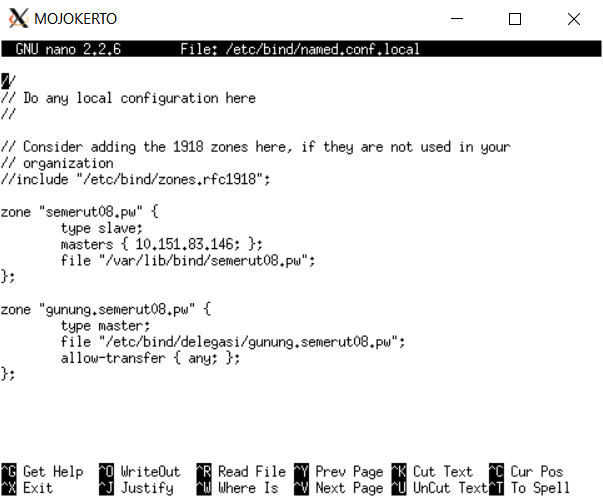 MOJOKERTO
GNU nano 2.2.6 File: /etc/bind/named.conf.local
//
// Do any local configuration here
//
// Consider adding the 1918 zones here, if they are not used in your
// organization
//include "/etc/bind/zones.rfc1918";
zone "semerut08.pw" {
type slave;
masters { 10.151.83.146; };
file "/var/lib/bind/semerut08.pw";
};
zone "gunung.semerut08.pw" {
type master;
file "/etc/bind/delegasi/gunung.semerut08.pw";
allow-transfer { any; };
};
^G Get Help ^O WriteOut ^R Read File ^Y Prev Page ^K Cut Text ^C Cur Pos
^X Exit ^J Justify ^W Where Is ^V Next Page ^U UnCut Text ^T To Spell